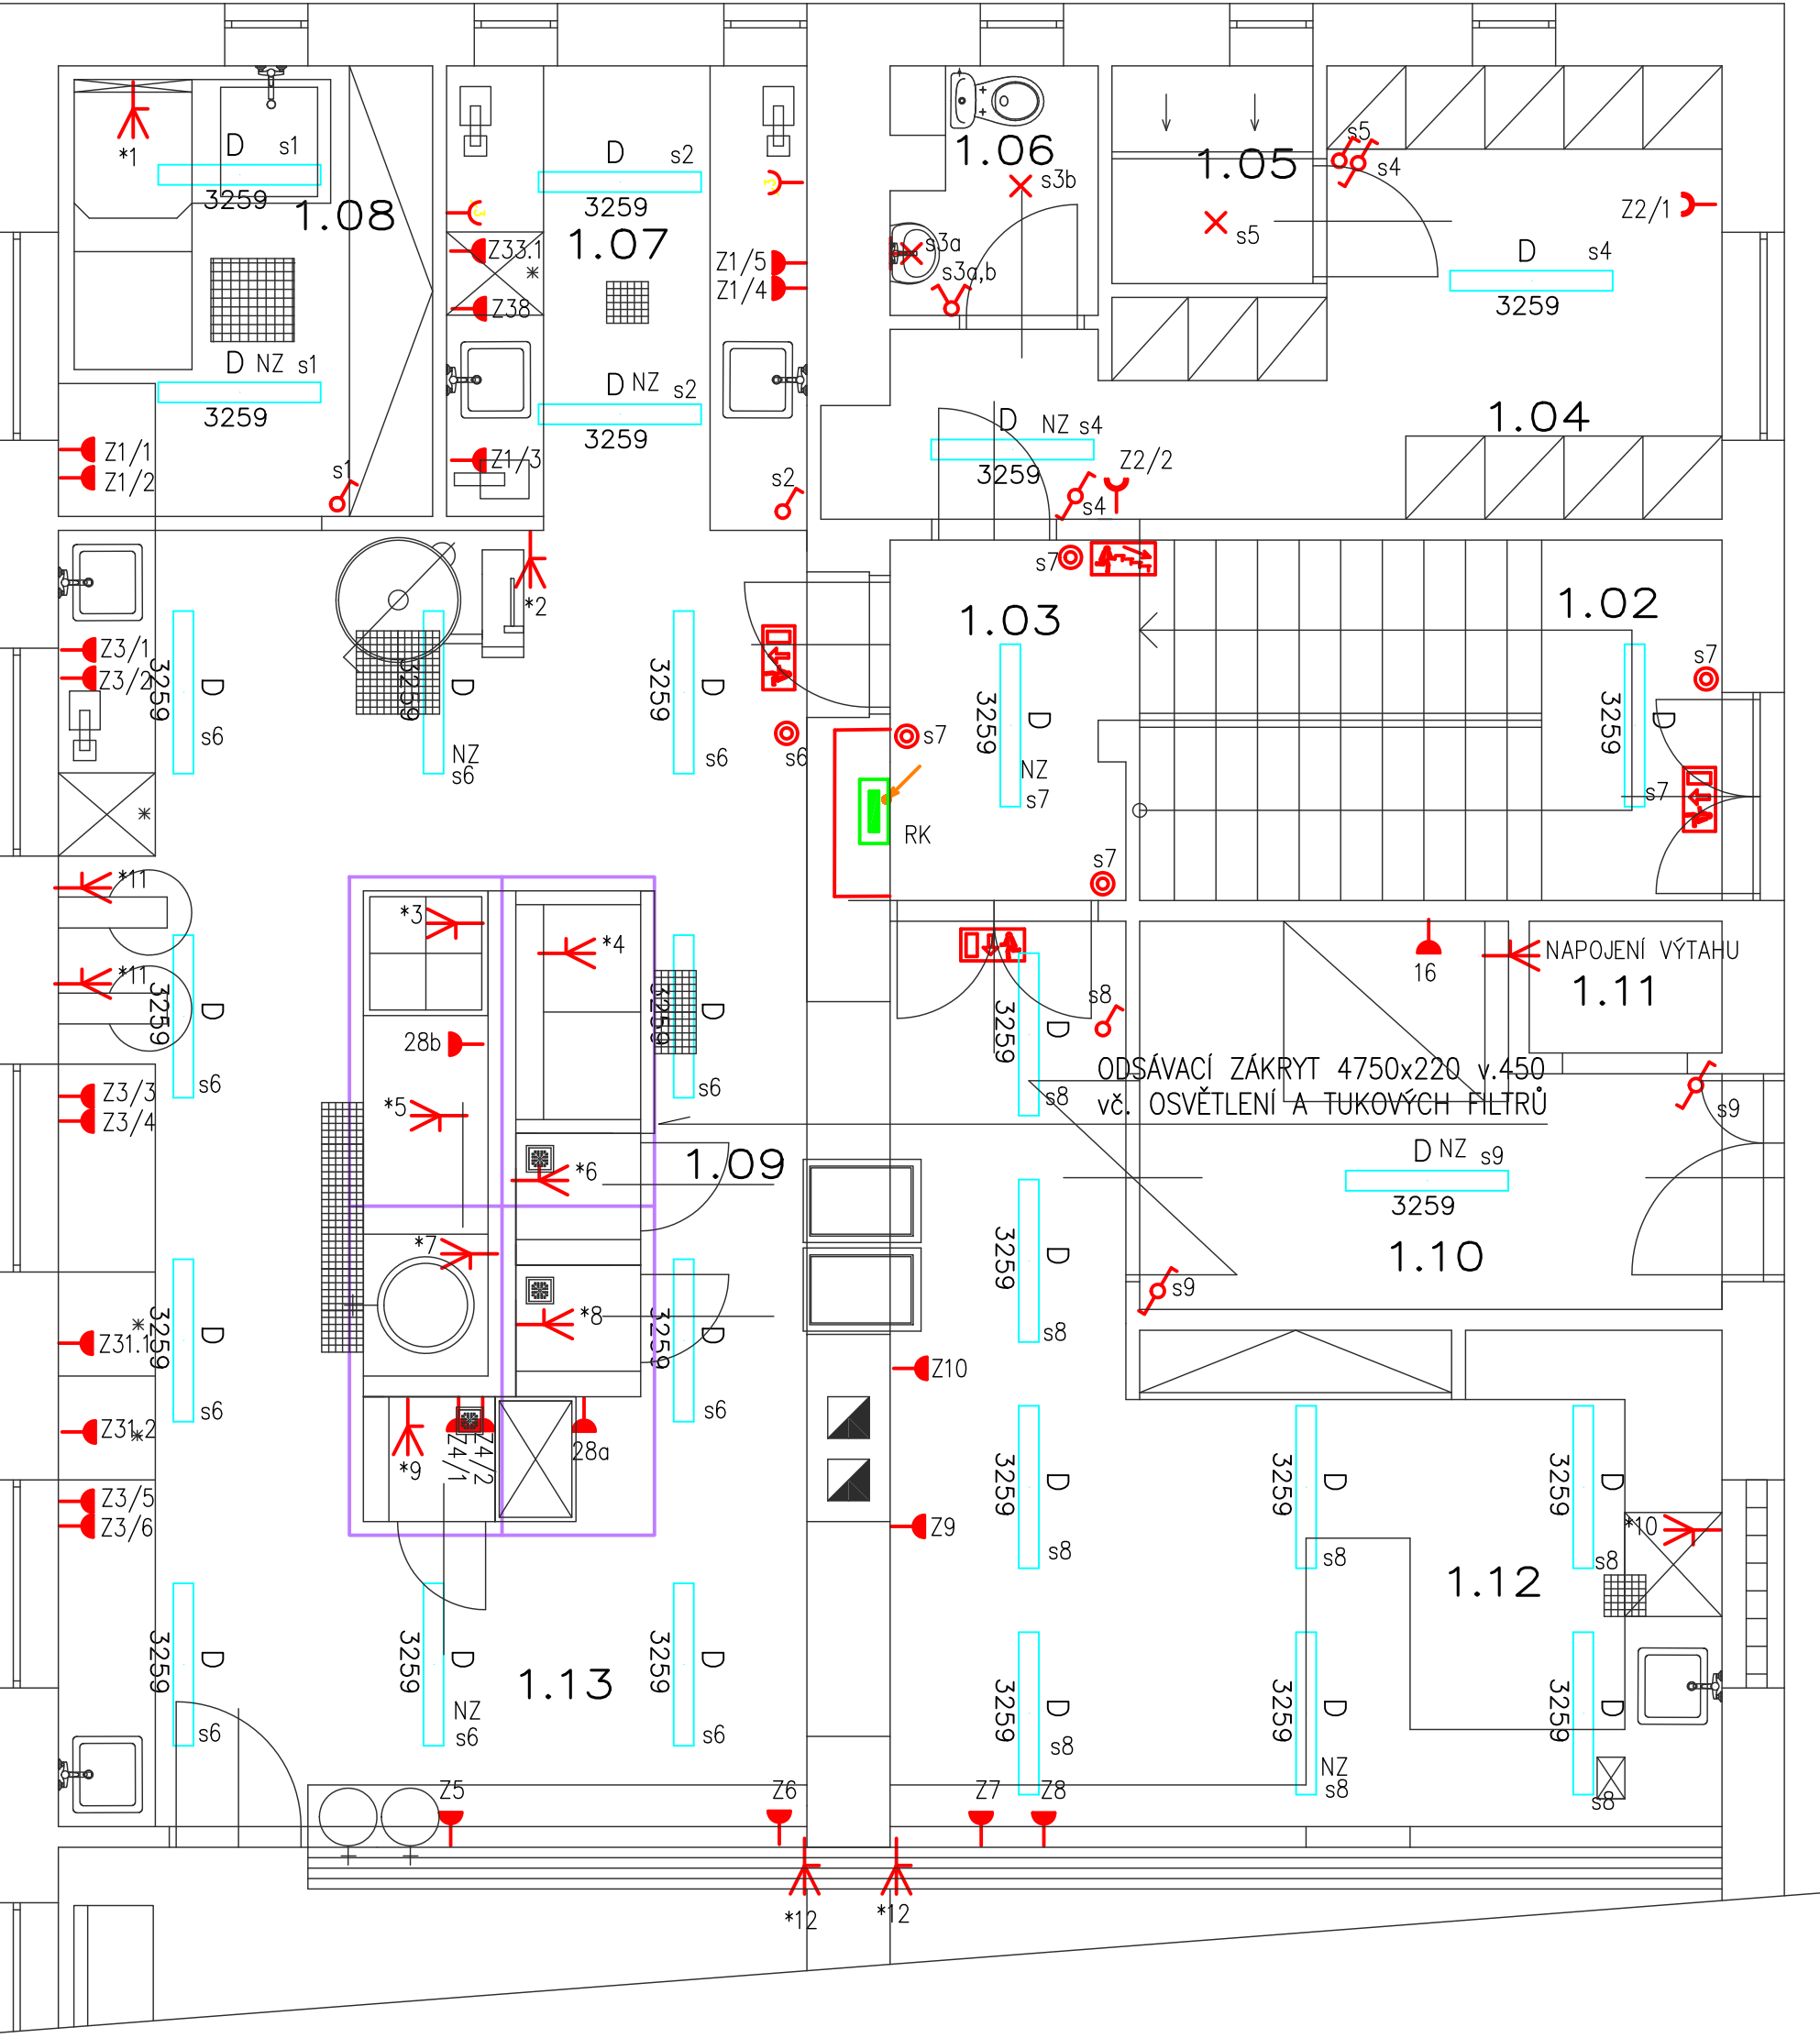 *1
D s1
3259
1.08
D NZ s1
3259
Z1/1
Z1/2
s1
D s2
3259
1.07
Z33.1
*
Z38
D NZ s2
3259
Z1/3
s2
Z1/5
Z1/4
1.06
s3b
s3a
s3a,b
1.05
s5
s5
s4
Z2/1
D s4
3259
1.04
D NZ s4
3259
Z2/2
s4
s7
1.03
1.02
s7
D
3259
NZ
s7
D
3259
s7
s7
RK
s7
*2
Z3/1
Z3/2
3259
D
s6
3259
D
NZ
s6
3259
D
s6
s6
*
*11
*11
3259
D
s6
*3
*4
28b
*5
*6
*7
*8
3259
D
s6
1.09
Z3/3
Z3/4
NAPOJENÍ VÝTAHU
16
1.11
s8
3259
D
s8
ODSÁVACÍ ZÁKRYT 4750x220 v.450
vč. OSVĚTLENÍ A TUKOVÝCH FILTRŮ
s9
D NZ s9
3259
1.10
s9
3259
D
s8
*
Z31.1
3259
D
s6
3259
D
s6
Z31.2
*
*9
Z4/1
Z4/2
28a
Z10
Z9
Z3/5
Z3/6
3259
D
s8
3259
D
s8
3259
D
s8
*10
1.12
3259
D
s6
3259
D
NZ
s6
1.13
3259
D
s6
3259
D
s8
3259
D
NZ
s8
3259
D
s8
Z5
Z6
Z7
Z8
*12
*12